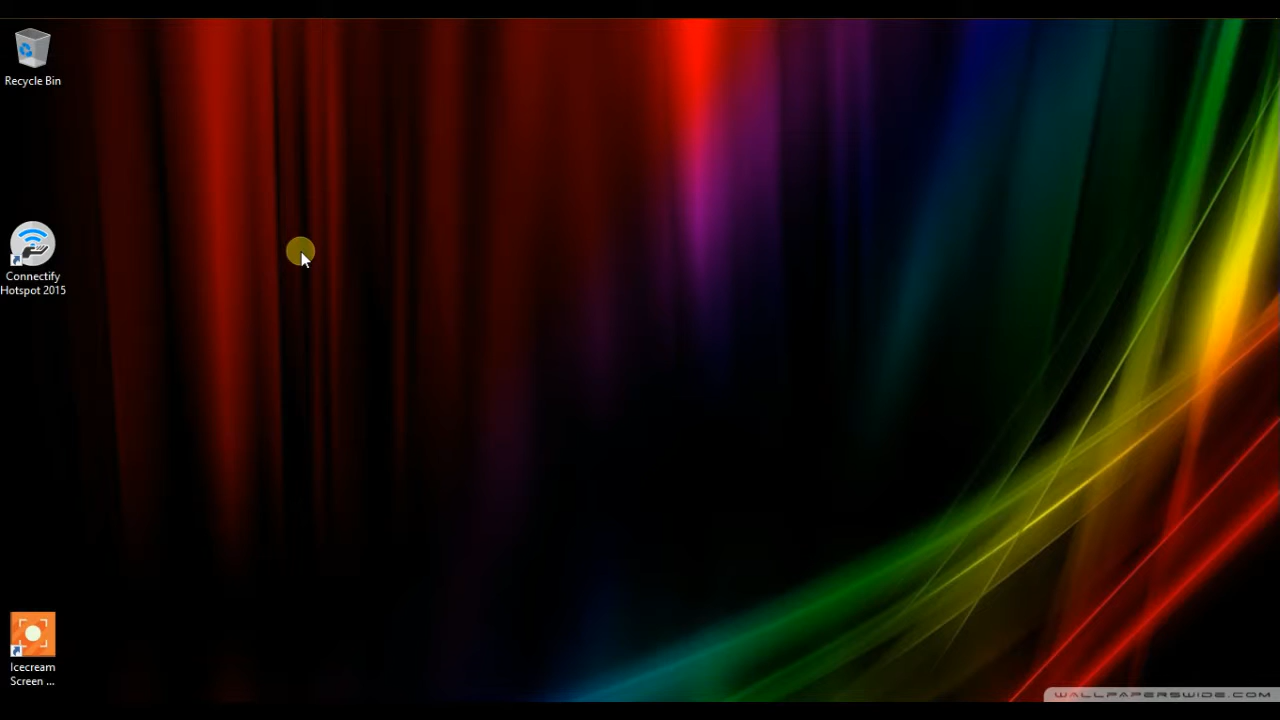 Recycle Bin
Connectify
Hotspot 2015
Icecream
Screen ...
WALLPAPERSWIDE.COM